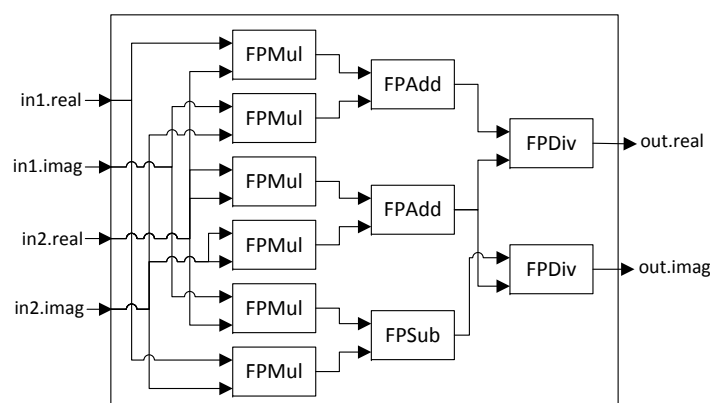 in1.real
in1.imag
in2.real
in2.imag
FPMul
FPMul
FPMul
FPMul
FPMul
FPMul
FPAdd
FPAdd
FPSub
FPDiv
FPDiv
out.real
out.imag